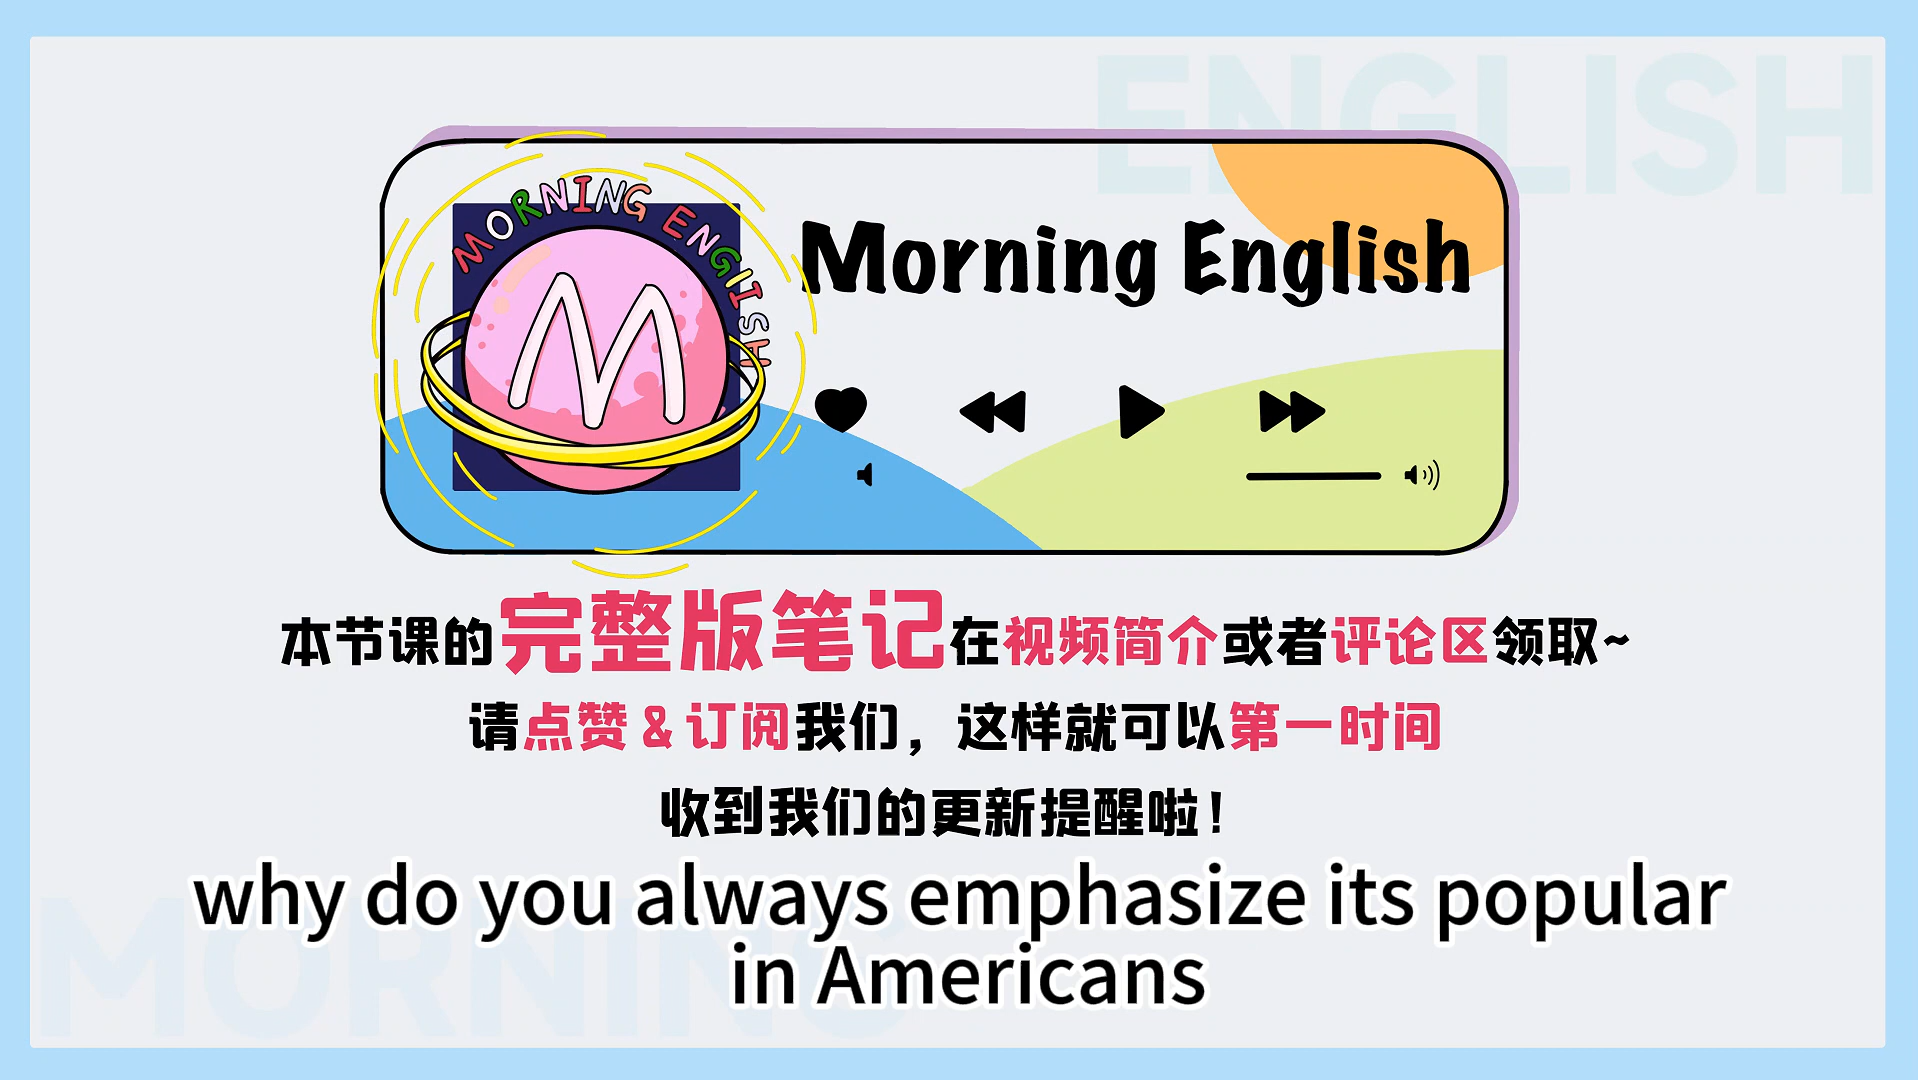 ENGLISH
MORNING ENGLISH
M
Morning English
本节课的完整版笔记在视频简介或者评论区领取~
请点赞&订阅我们，这样就可以第一时间
收到我们的更新提醒啦！
why do you always emphasize its popular
in Americans
MORNING